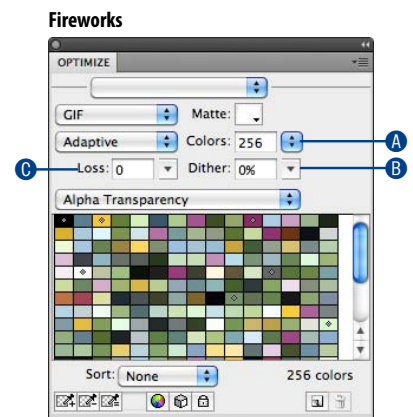 Fireworks
OPTIMIZE
GIF Matte:
Adaptive Colors: 256 A
C Loss: 0 Dither: 0% B
Alpha Transparency
Sort: None 256 colors